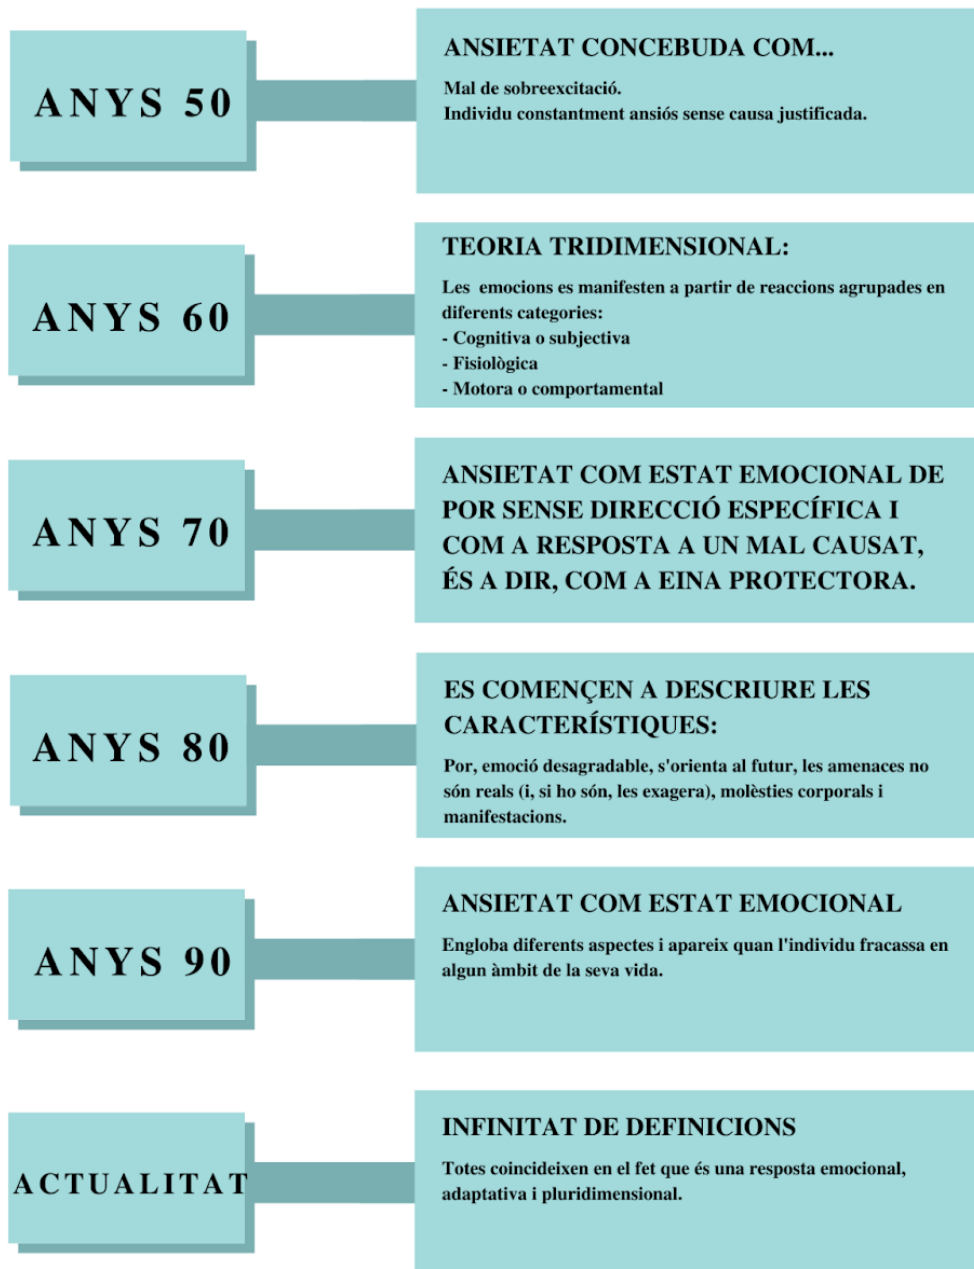 ANYS 50
ANSIETAT CONCEBUDA COM...
Mal de sobreexcitació.
Individu constantment ansiós sense causa justificada.
ANYS 60
TEORIA TRIDIMENSIONAL:
Les emocions es manifesten a partir de reaccions agrupades en
diferents categories:
- Cognitiva o subjectiva
- Fisiològica
- Motora o comportamental
ANYS 70
ANSIETAT COM ESTAT EMOCIONAL DE
POR SENSE DIRECCIÓ ESPECÍFICA I
COM A RESPOSTA A UN MAL CAUSAT,
ÉS A DIR, COM A EINA PROTECTORA.
ANYS 80
ES COMENÇEN A DESCRIURE LES
CARACTERÍSTIQUES:
Por, emoció desagradable, s'orienta al futur, les amenaces no
són reals (i, si ho són, les exagera), molèsties corporals i
manifestacions.
ANYS 90
ANSIETAT COM ESTAT EMOCIONAL
Engloba diferents aspectes i apareix quan l'individu fracassa en
algun àmbit de la seva vida.
ACTUALITAT
INFINITAT DE DEFINICIONS
Totes coincideixen en el fet que és una resposta emocional,
adaptativa i pluridimensional.